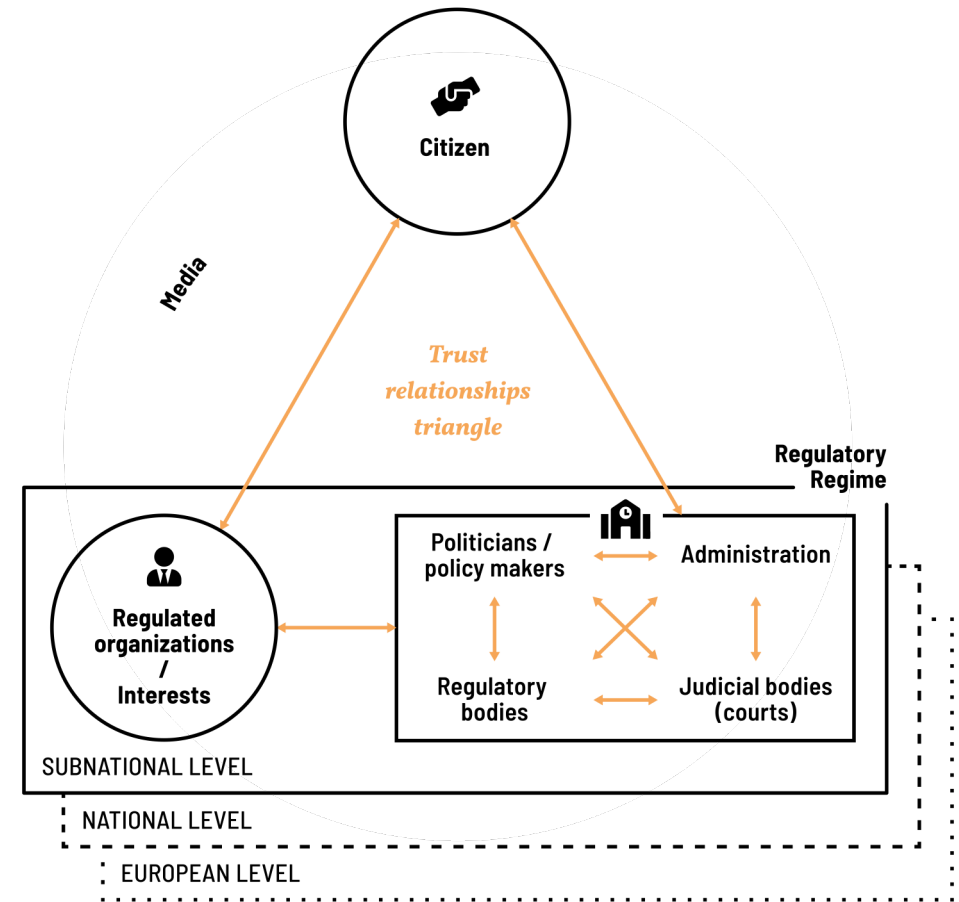 Citizen
Media
Trust
relationships
triangle
Regulatory
Regime
Politicians /
policy makers
Administration
Regulated
organizations
/
Interests
Regulatory
bodies
Judicial bodies
(courts)
SUBNATIONAL LEVEL
NATIONAL LEVEL
EUROPEAN LEVEL